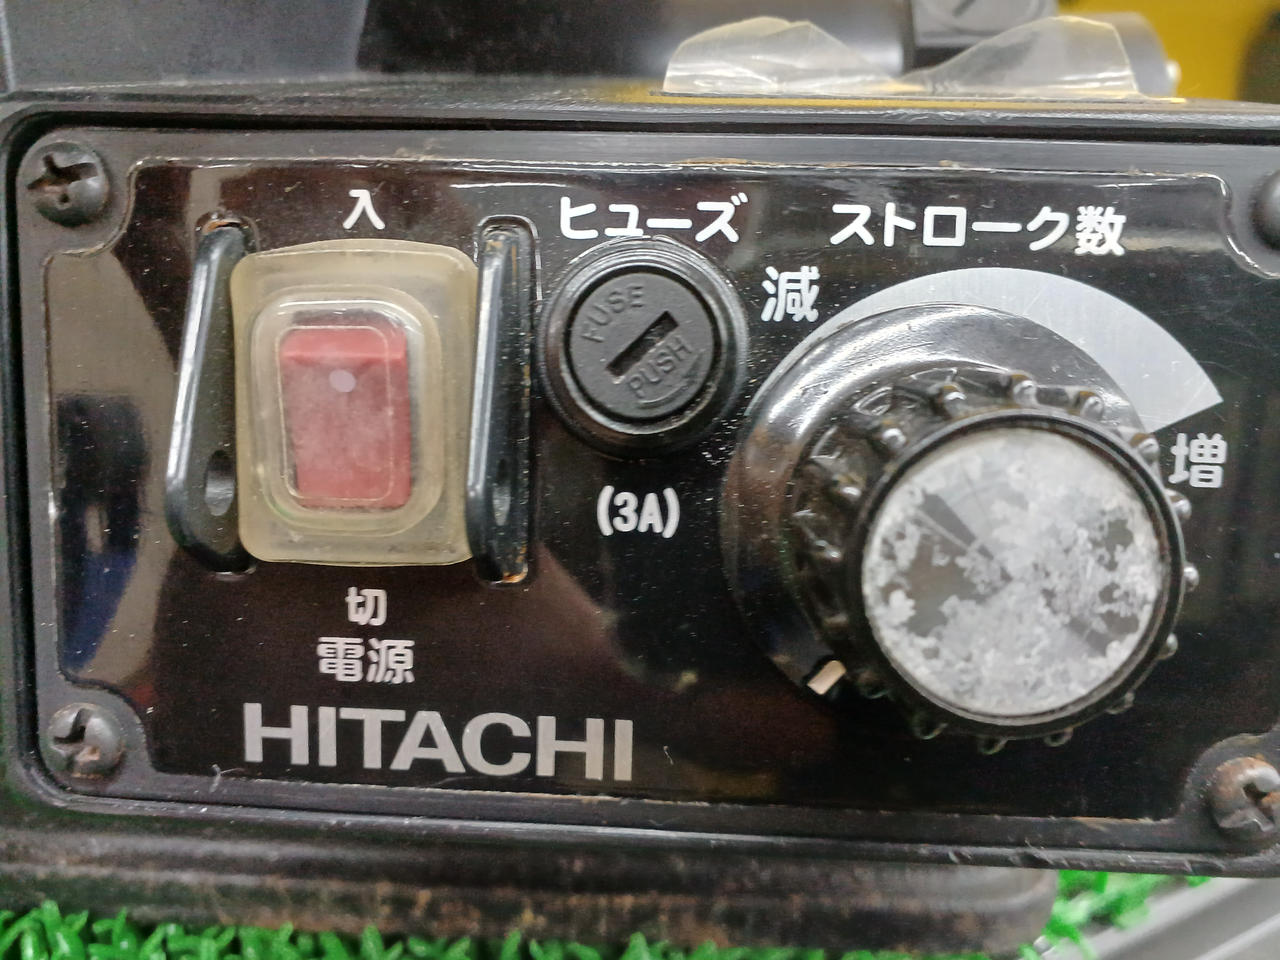 入
ヒューズ
ストローク数
減
FUSE
PUSH
増
(3A)
切
電源
HITACHI